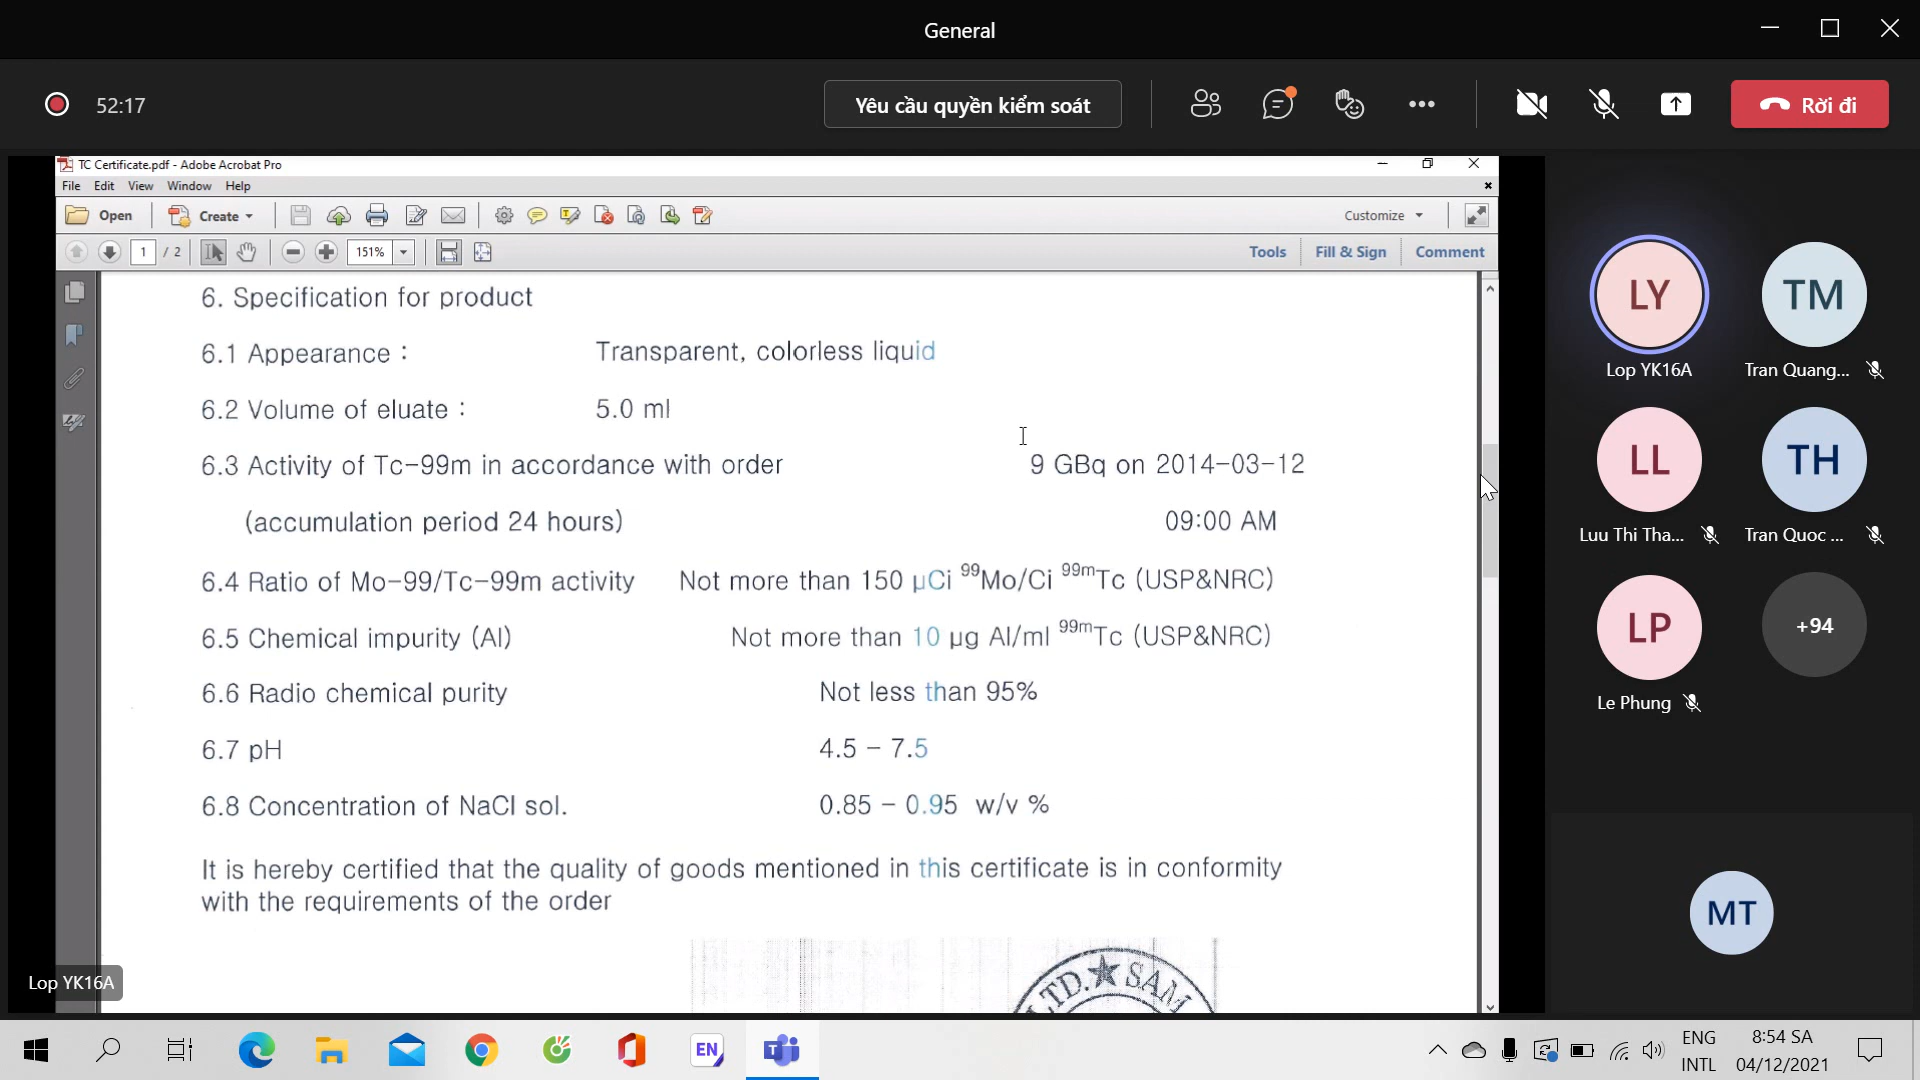 General
52:17
Yêu cầu quyền kiểm soát
Rời đi
TC Certificate.pdf - Adobe Acrobat Pro
File Edit View Window Help
Open
Create
Customize
1 / 2
151%
Tools
Fill & Sign
Comment
6. Specification for product
6.1 Appearance : Transparent, colorless liquid
6.2 Volume of eluate : 5.0 ml
6.3 Activity of Tc-99m in accordance with order 9 GBq on 2014-03-12
(accumulation period 24 hours) 09:00 AM
6.4 Ratio of Mo-99/Tc-99m activity Not more than 150 µCi ⁹⁹Mo/Ci ⁹⁹ᵐTc (USP&NRC)
6.5 Chemical impurity (Al) Not more than 10 µg Al/ml ⁹⁹ᵐTc (USP&NRC)
6.6 Radio chemical purity Not less than 95%
6.7 pH 4.5 - 7.5
6.8 Concentration of NaCl sol. 0.85 - 0.95 w/v %
It is hereby certified that the quality of goods mentioned in this certificate is in conformity
with the requirements of the order
LTD. ★ SAM
Lop YK16A
LY
Lop YK16A
TM
Tran Quang...
LL
Luu Thi Tha...
TH
Tran Quoc ...
LP
Le Phung
+94
MT
EN
T
ENG
INTL
8:54 SA
04/12/2021